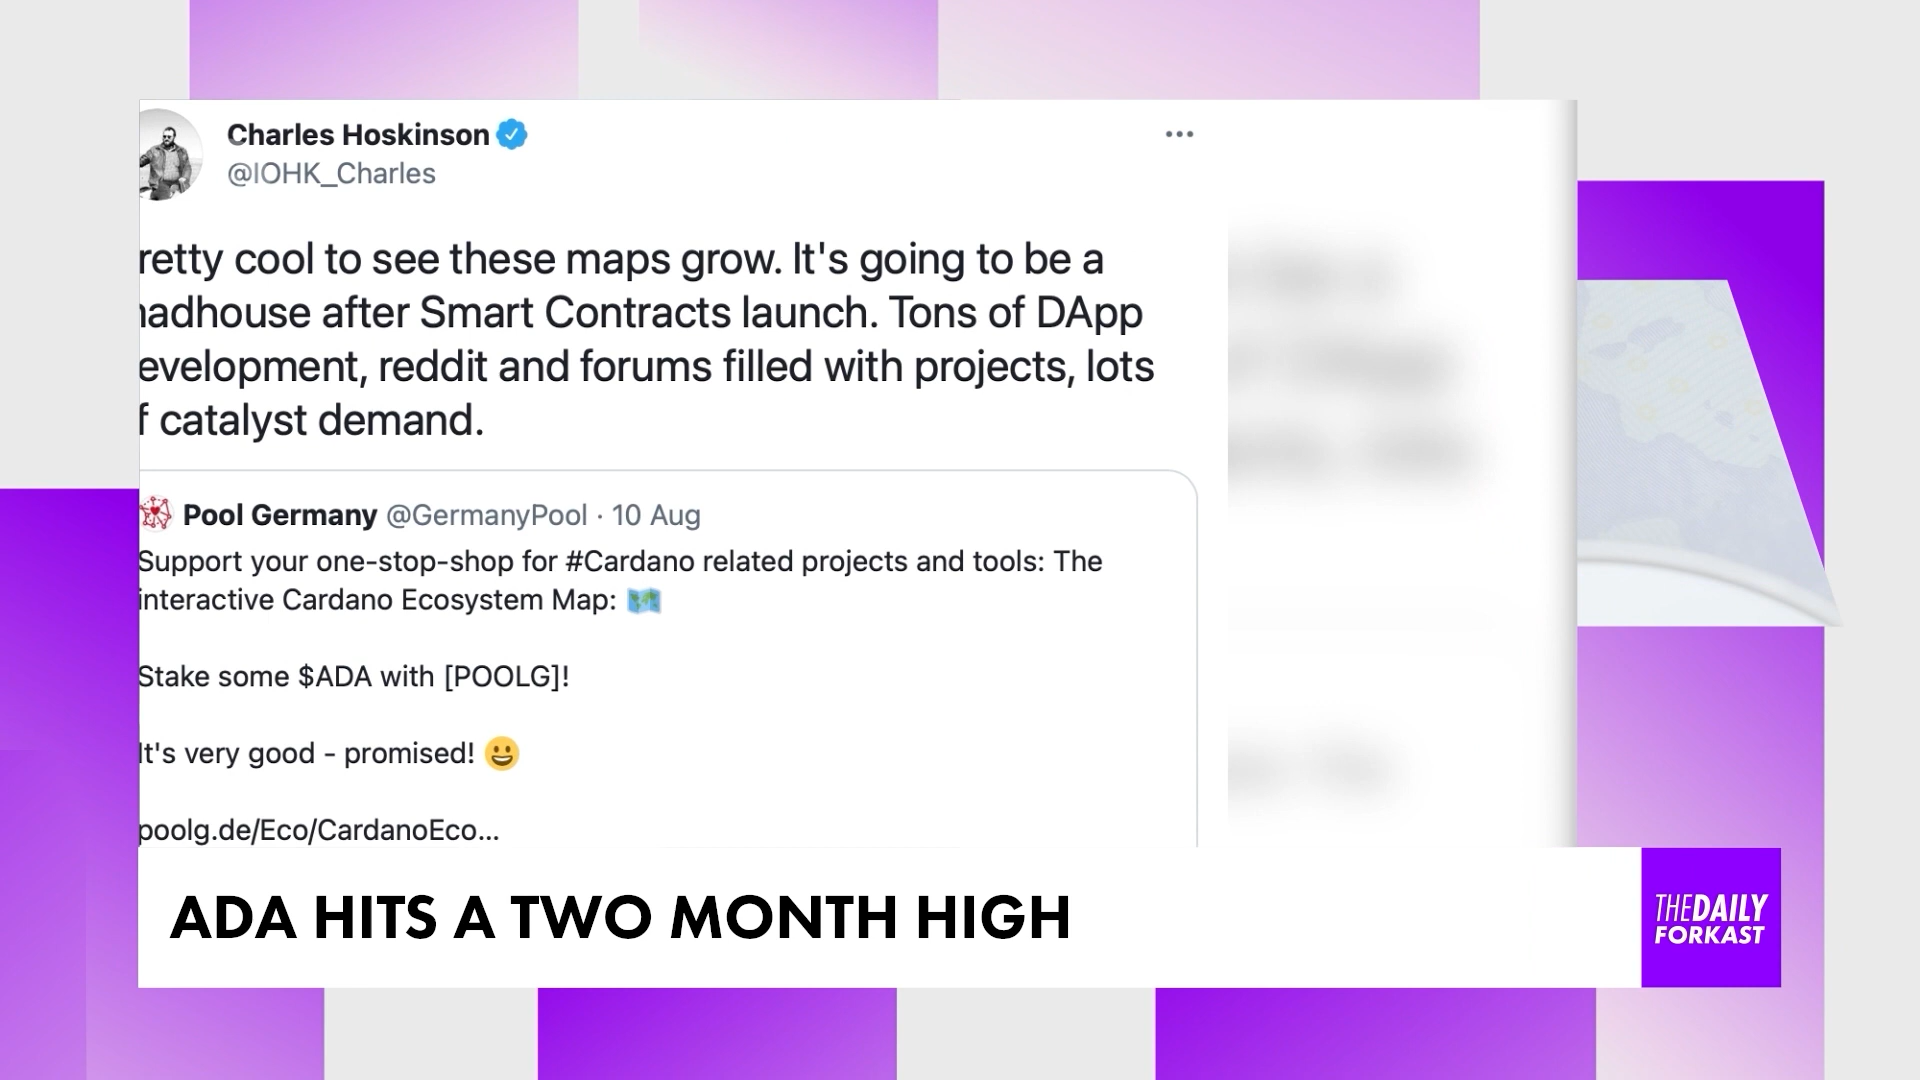 Charles Hoskinson
@IOHK_Charles
retty cool to see these maps grow. It's going to be a
adhouse after Smart Contracts launch. Tons of DApp
evelopment, reddit and forums filled with projects, lots
f catalyst demand.
Pool Germany @GermanyPool · 10 Aug
Support your one-stop-shop for #Cardano related projects and tools: The
interactive Cardano Ecosystem Map: 🗺️
Stake some $ADA with [POOLG]!
It's very good - promised! 😀
poolg.de/Eco/CardanoEco...
ADA HITS A TWO MONTH HIGH
THE DAILY
FORKAST